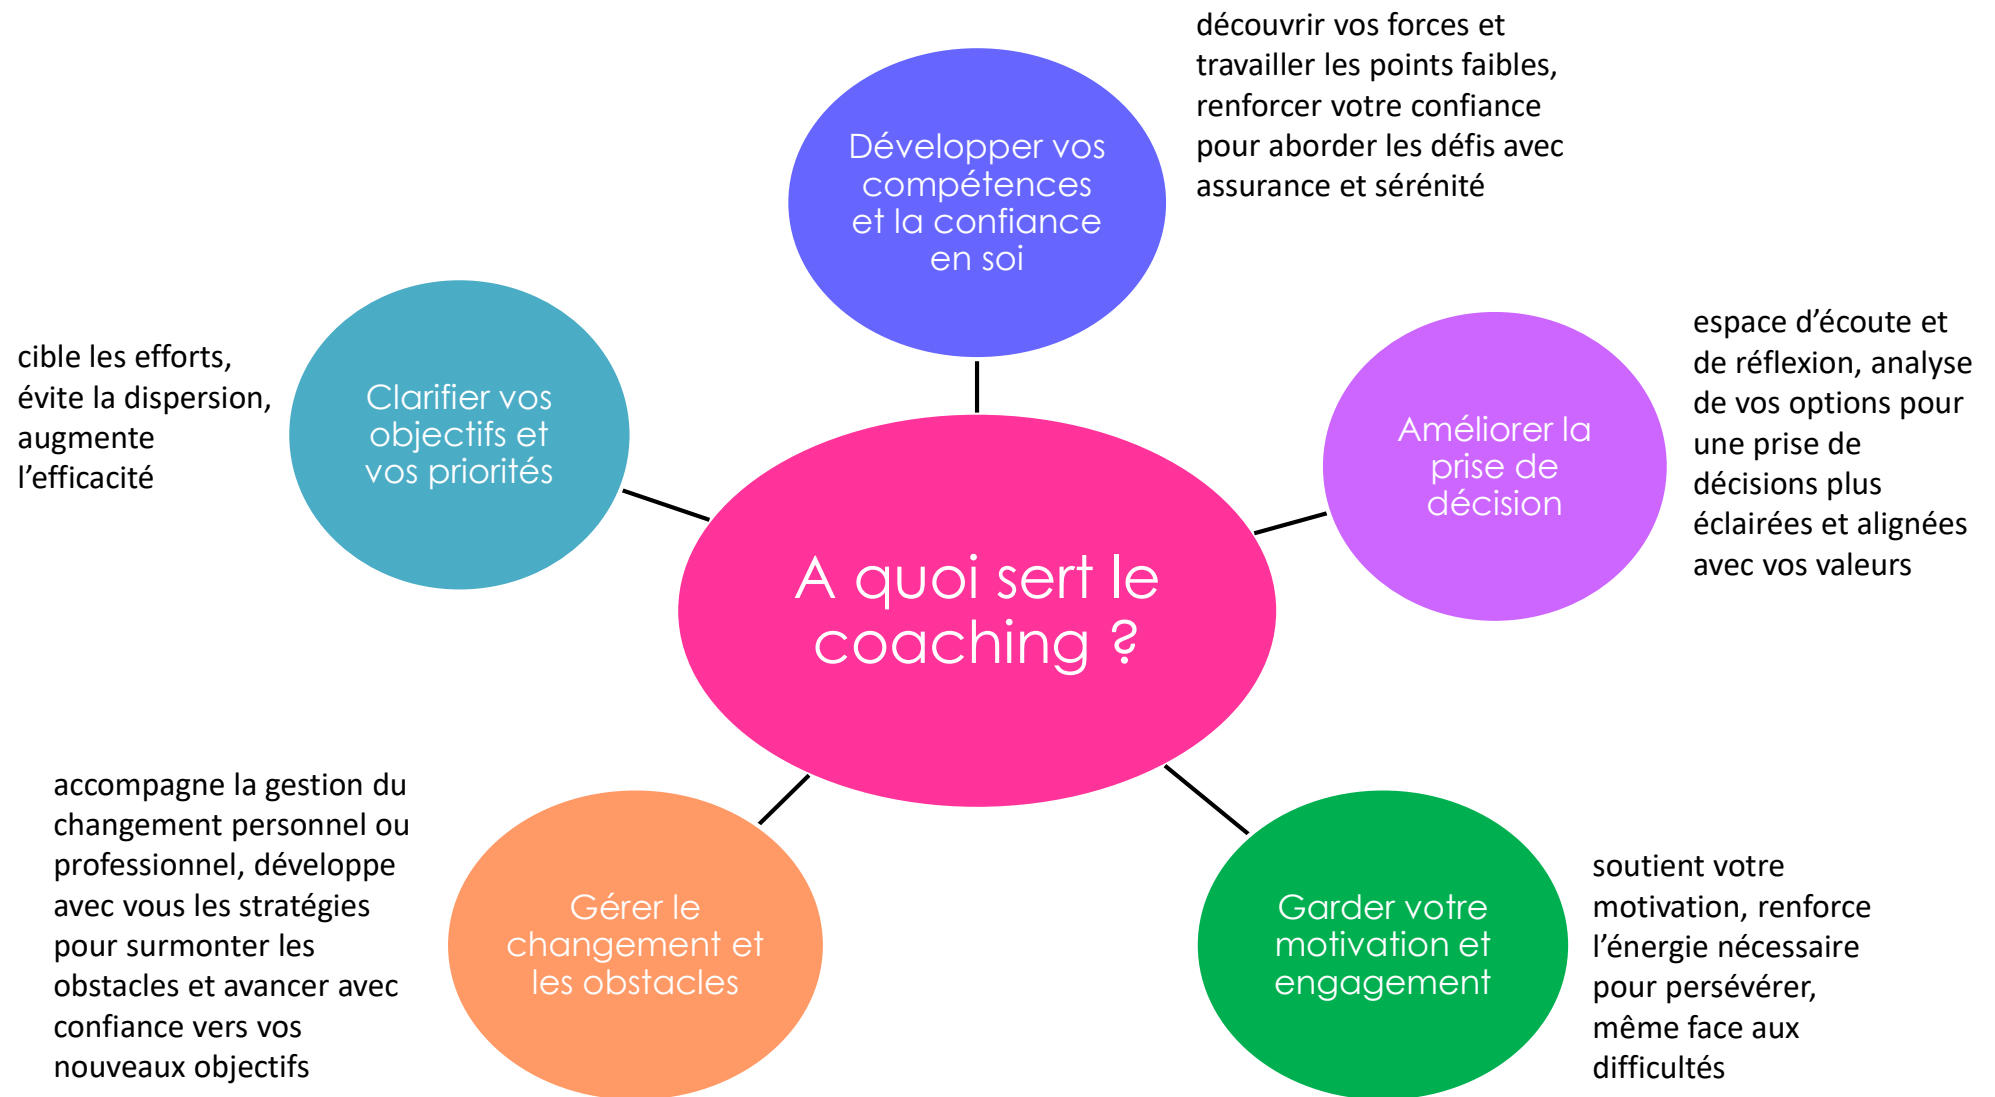 découvrir vos forces et
travailler les points faibles,
renforcer votre confiance
pour aborder les défis avec
assurance et sérénité
Développer vos
compétences
et la confiance
en soi
cible les efforts,
évite la dispersion,
augmente
l’efficacité
Clarifier vos
objectifs et
vos priorités
Améliorer la
prise de
décision
espace d’écoute et
de réflexion, analyse
de vos options pour
une prise de
décisions plus
éclairées et alignées
avec vos valeurs
A quoi sert le
coaching ?
accompagne la gestion du
changement personnel ou
professionnel, développe
avec vous les stratégies
pour surmonter les
obstacles et avancer avec
confiance vers vos
nouveaux objectifs
Gérer le
changement et
les obstacles
Garder votre
motivation et
engagement
soutient votre
motivation, renforce
l’énergie nécessaire
pour persévérer,
même face aux
difficultés